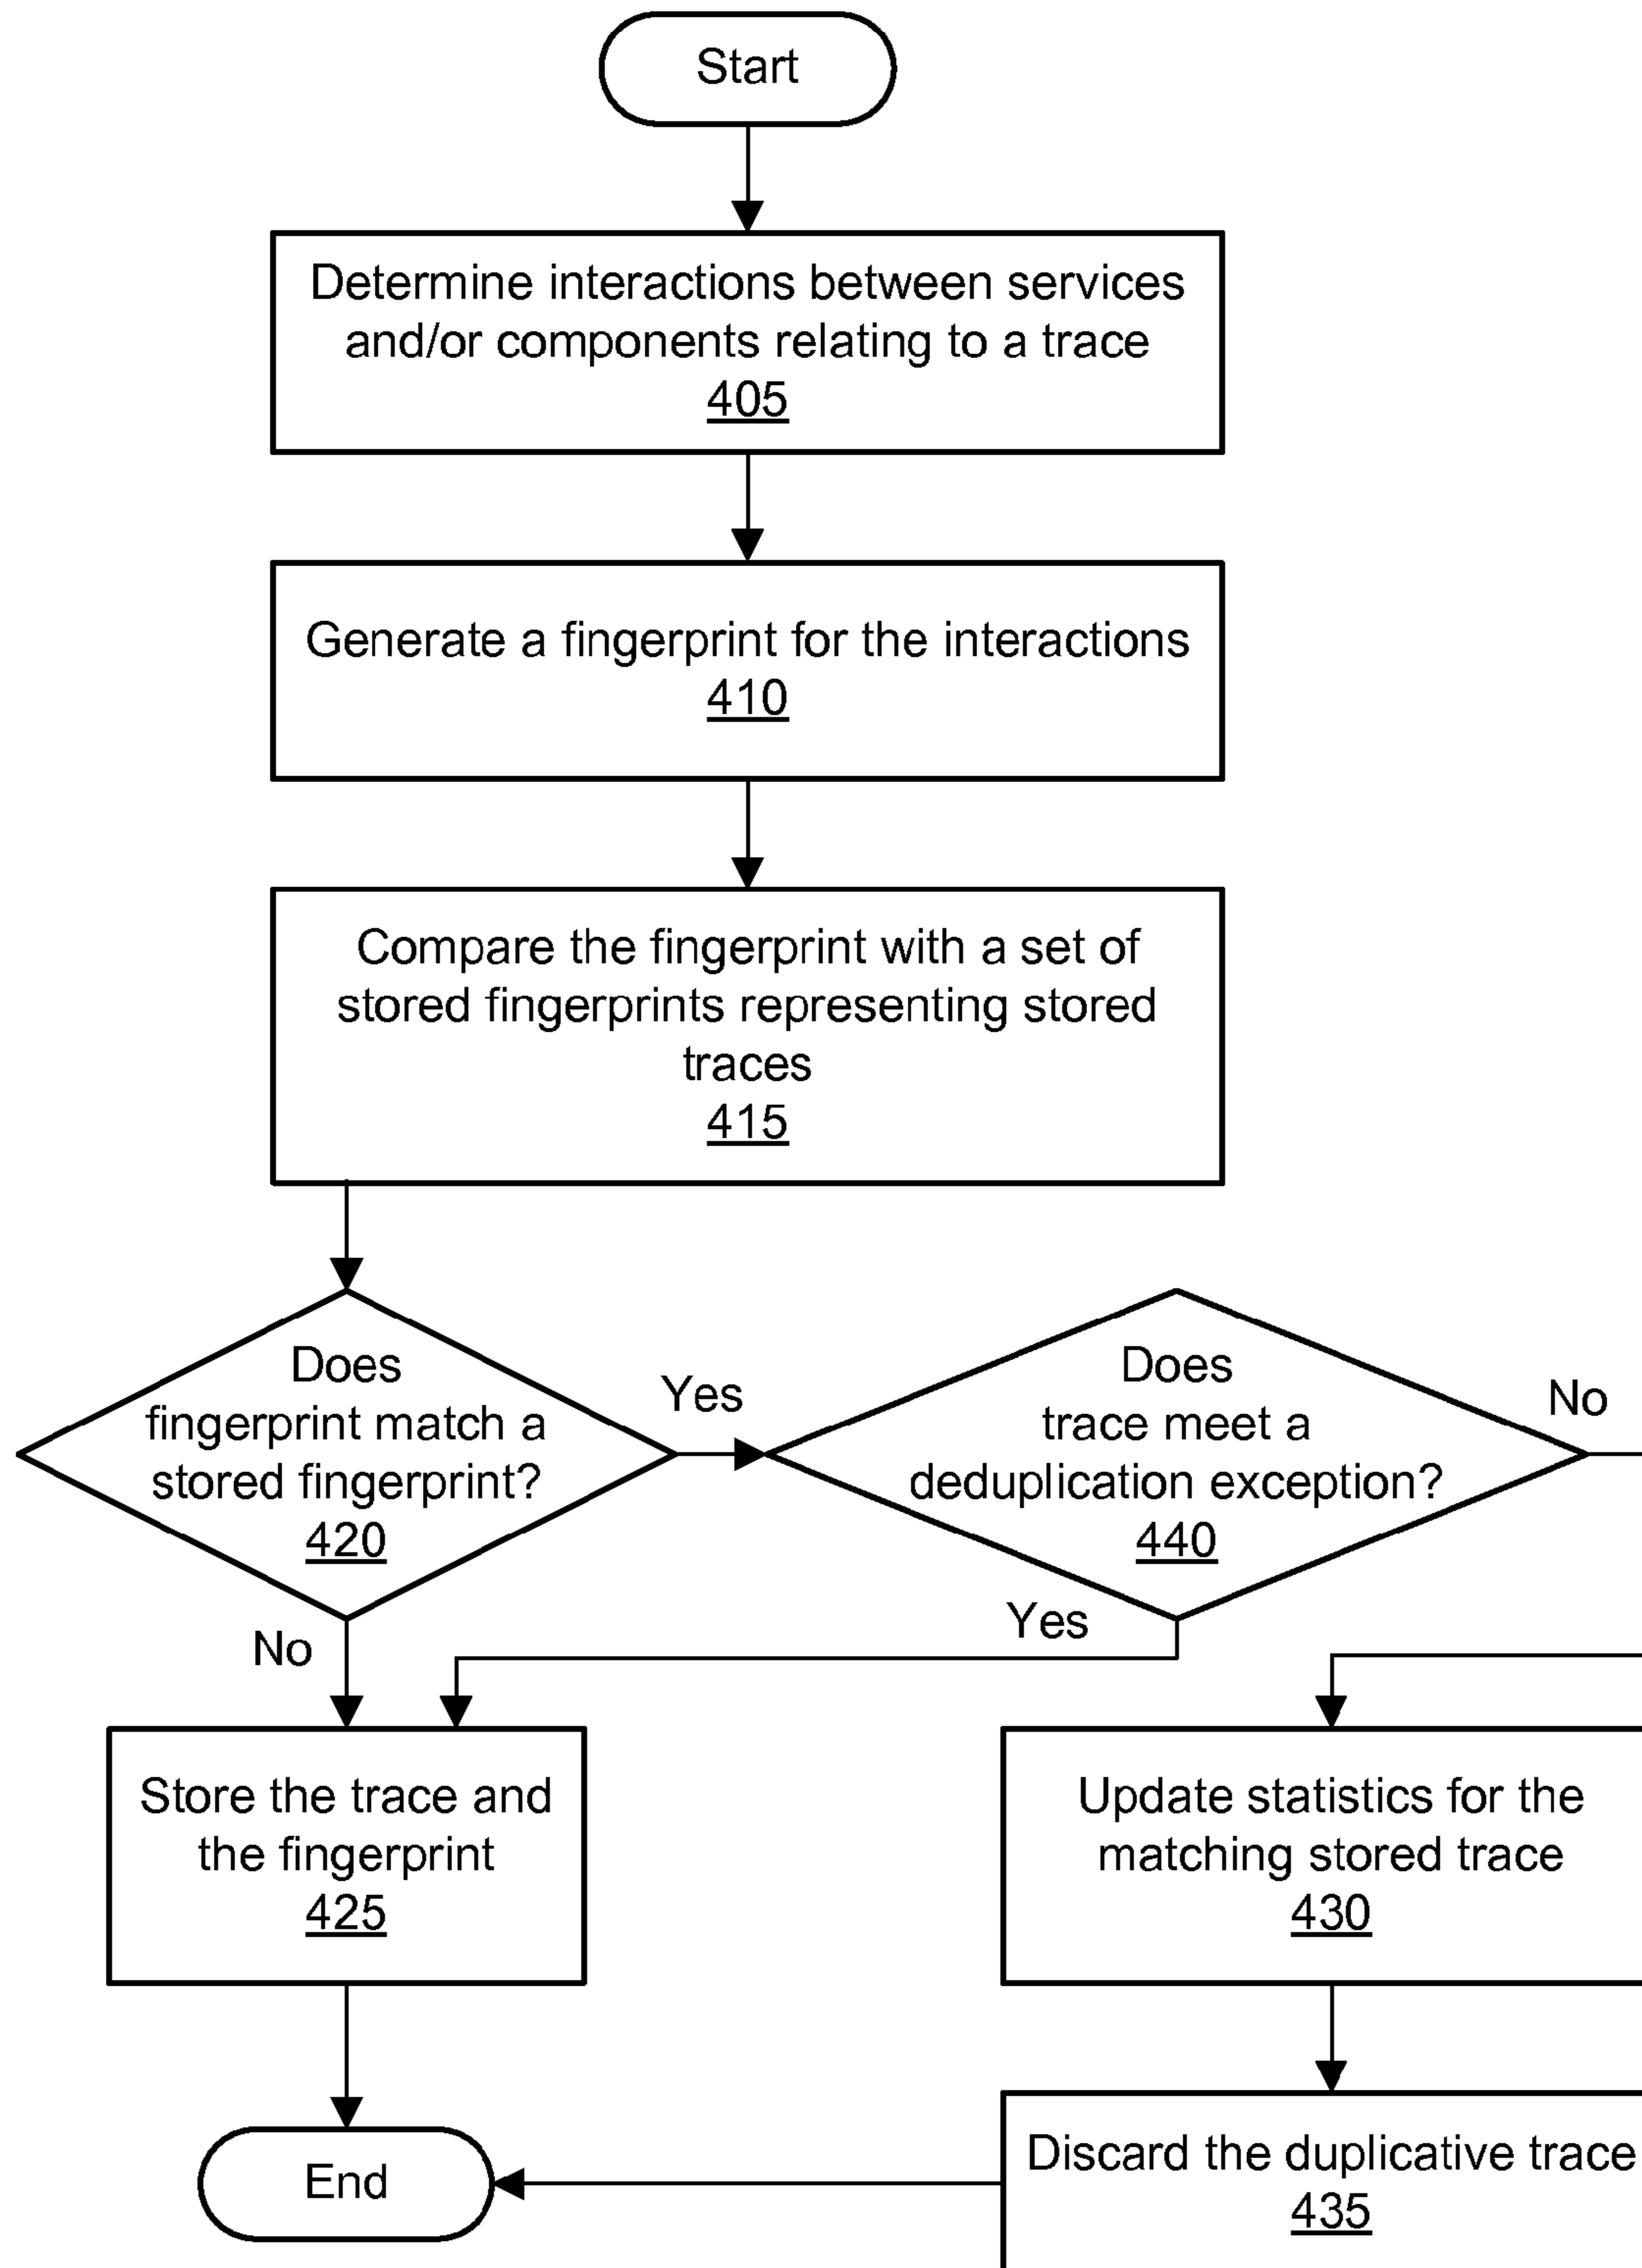 Start
Determine interactions between services
and/or components relating to a trace
405
Generate a fingerprint for the interactions
410
Compare the fingerprint with a set of
stored fingerprints representing stored
traces
415
Does
fingerprint match a
stored fingerprint?
420
Yes
Does
trace meet a
deduplication exception?
440
No
No
Yes
Store the trace and
the fingerprint
425
Update statistics for the
matching stored trace
430
End
Discard the duplicative trace
435